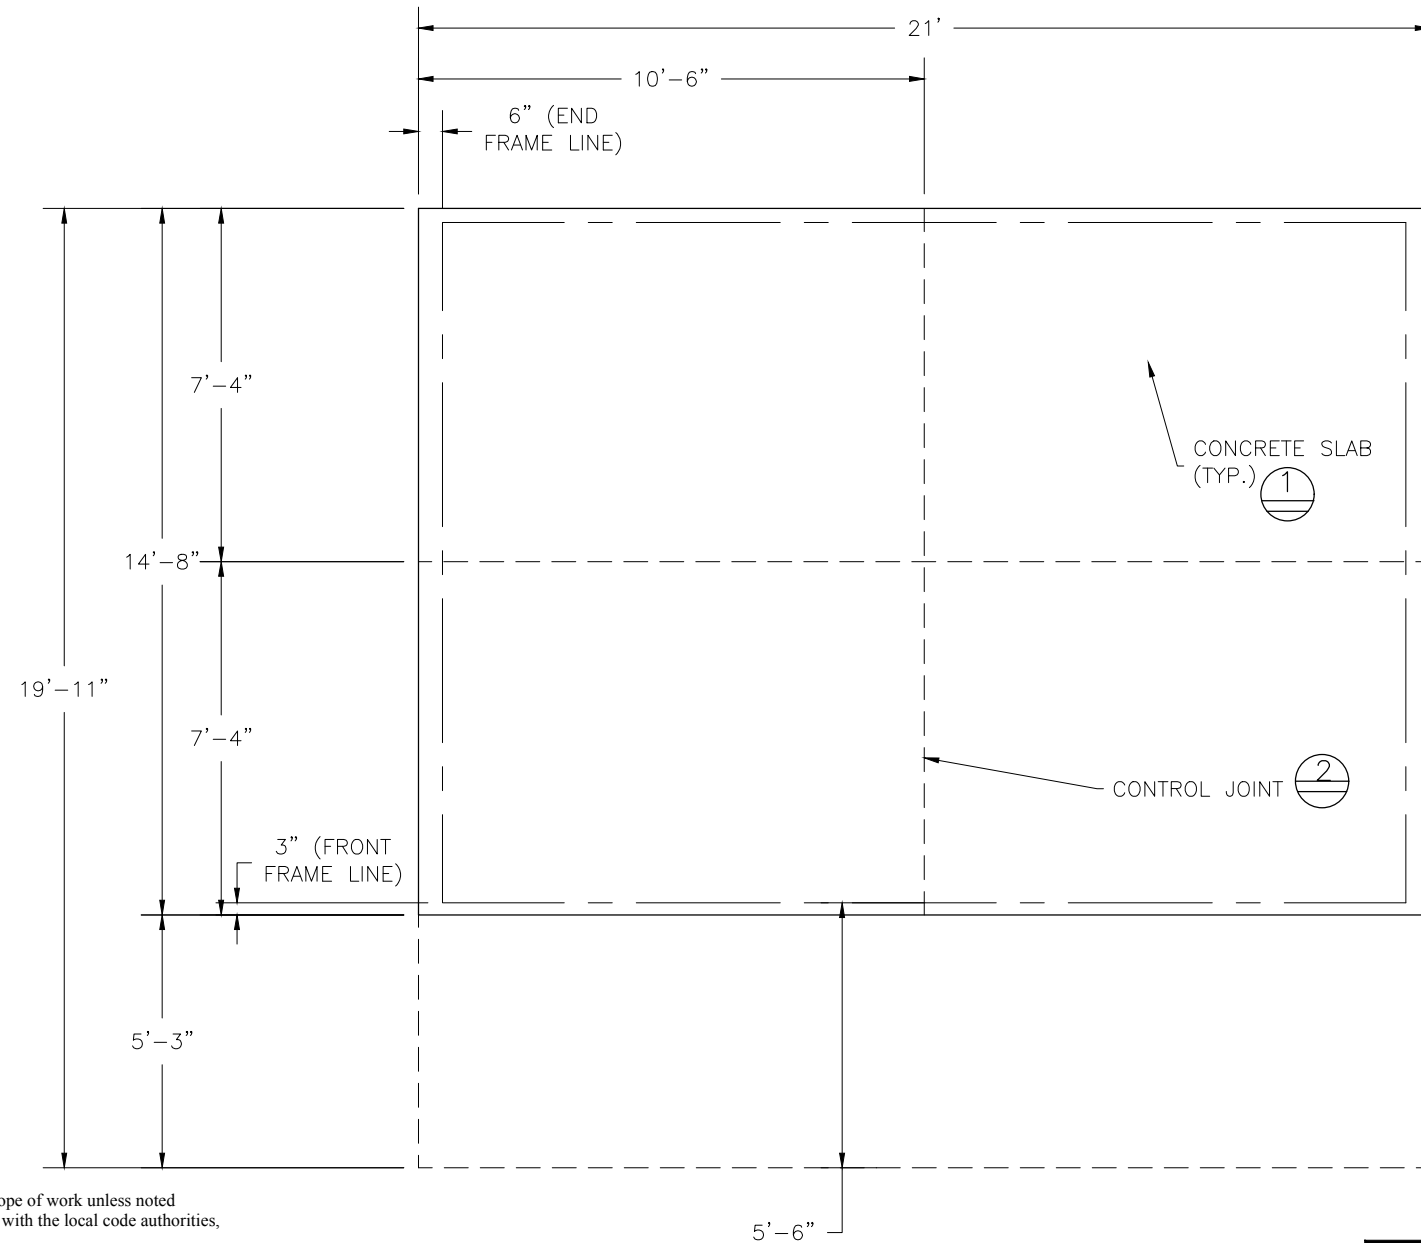 21'
10'-6"
6" (END
FRAME LINE)
7'-4"
CONCRETE SLAB
(TYP.)
1
14'-8"
19'-11"
7'-4"
CONTROL JOINT
2
3" (FRONT
FRAME LINE)
5'-3"
ope of work unless noted
with the local code authorities,
5'-6"